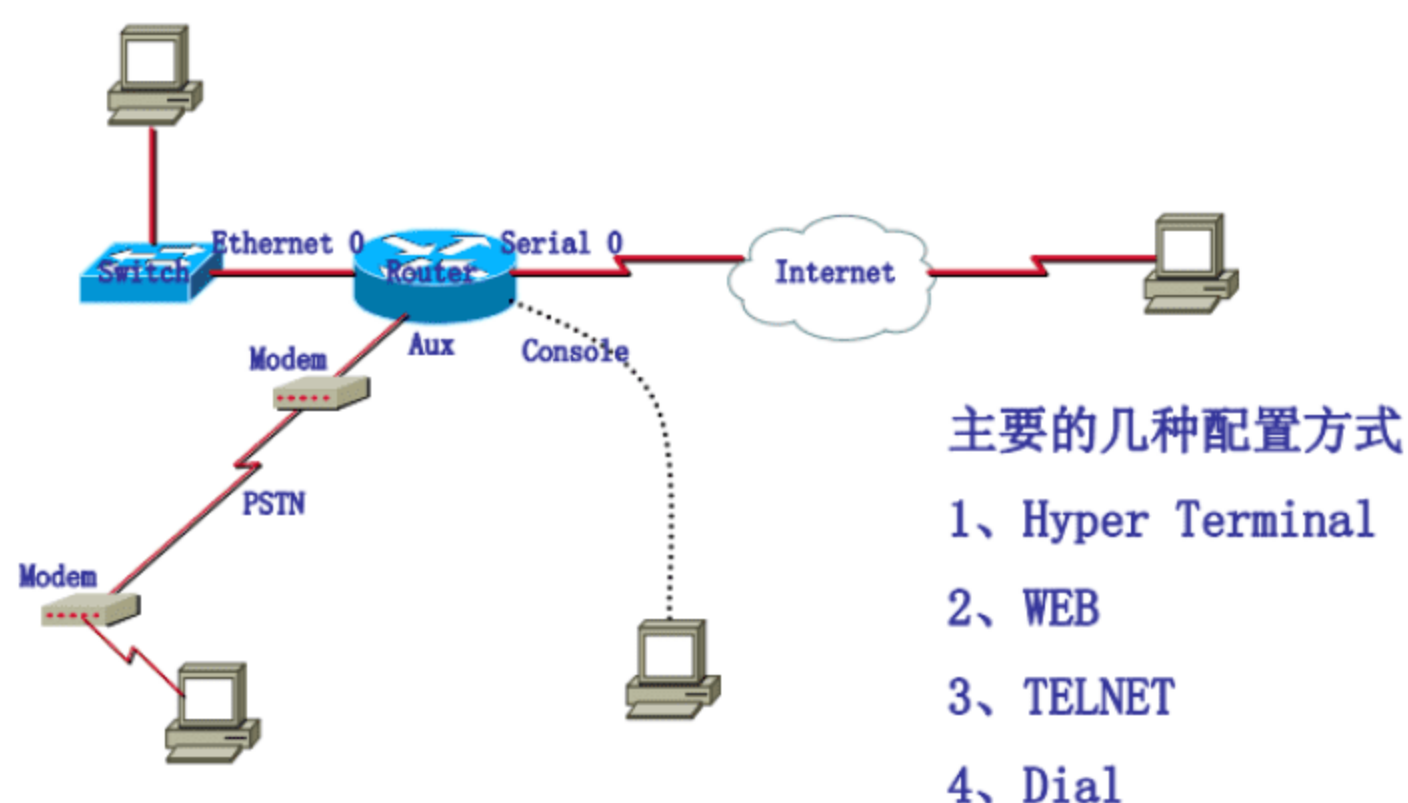 Ethernet 0
Serial 0
Switch
Router
Internet
Aux
Console
Modem
PSTN
Modem
主要的几种配置方式
1、Hyper Terminal
2、WEB
3、TELNET
4、Dial